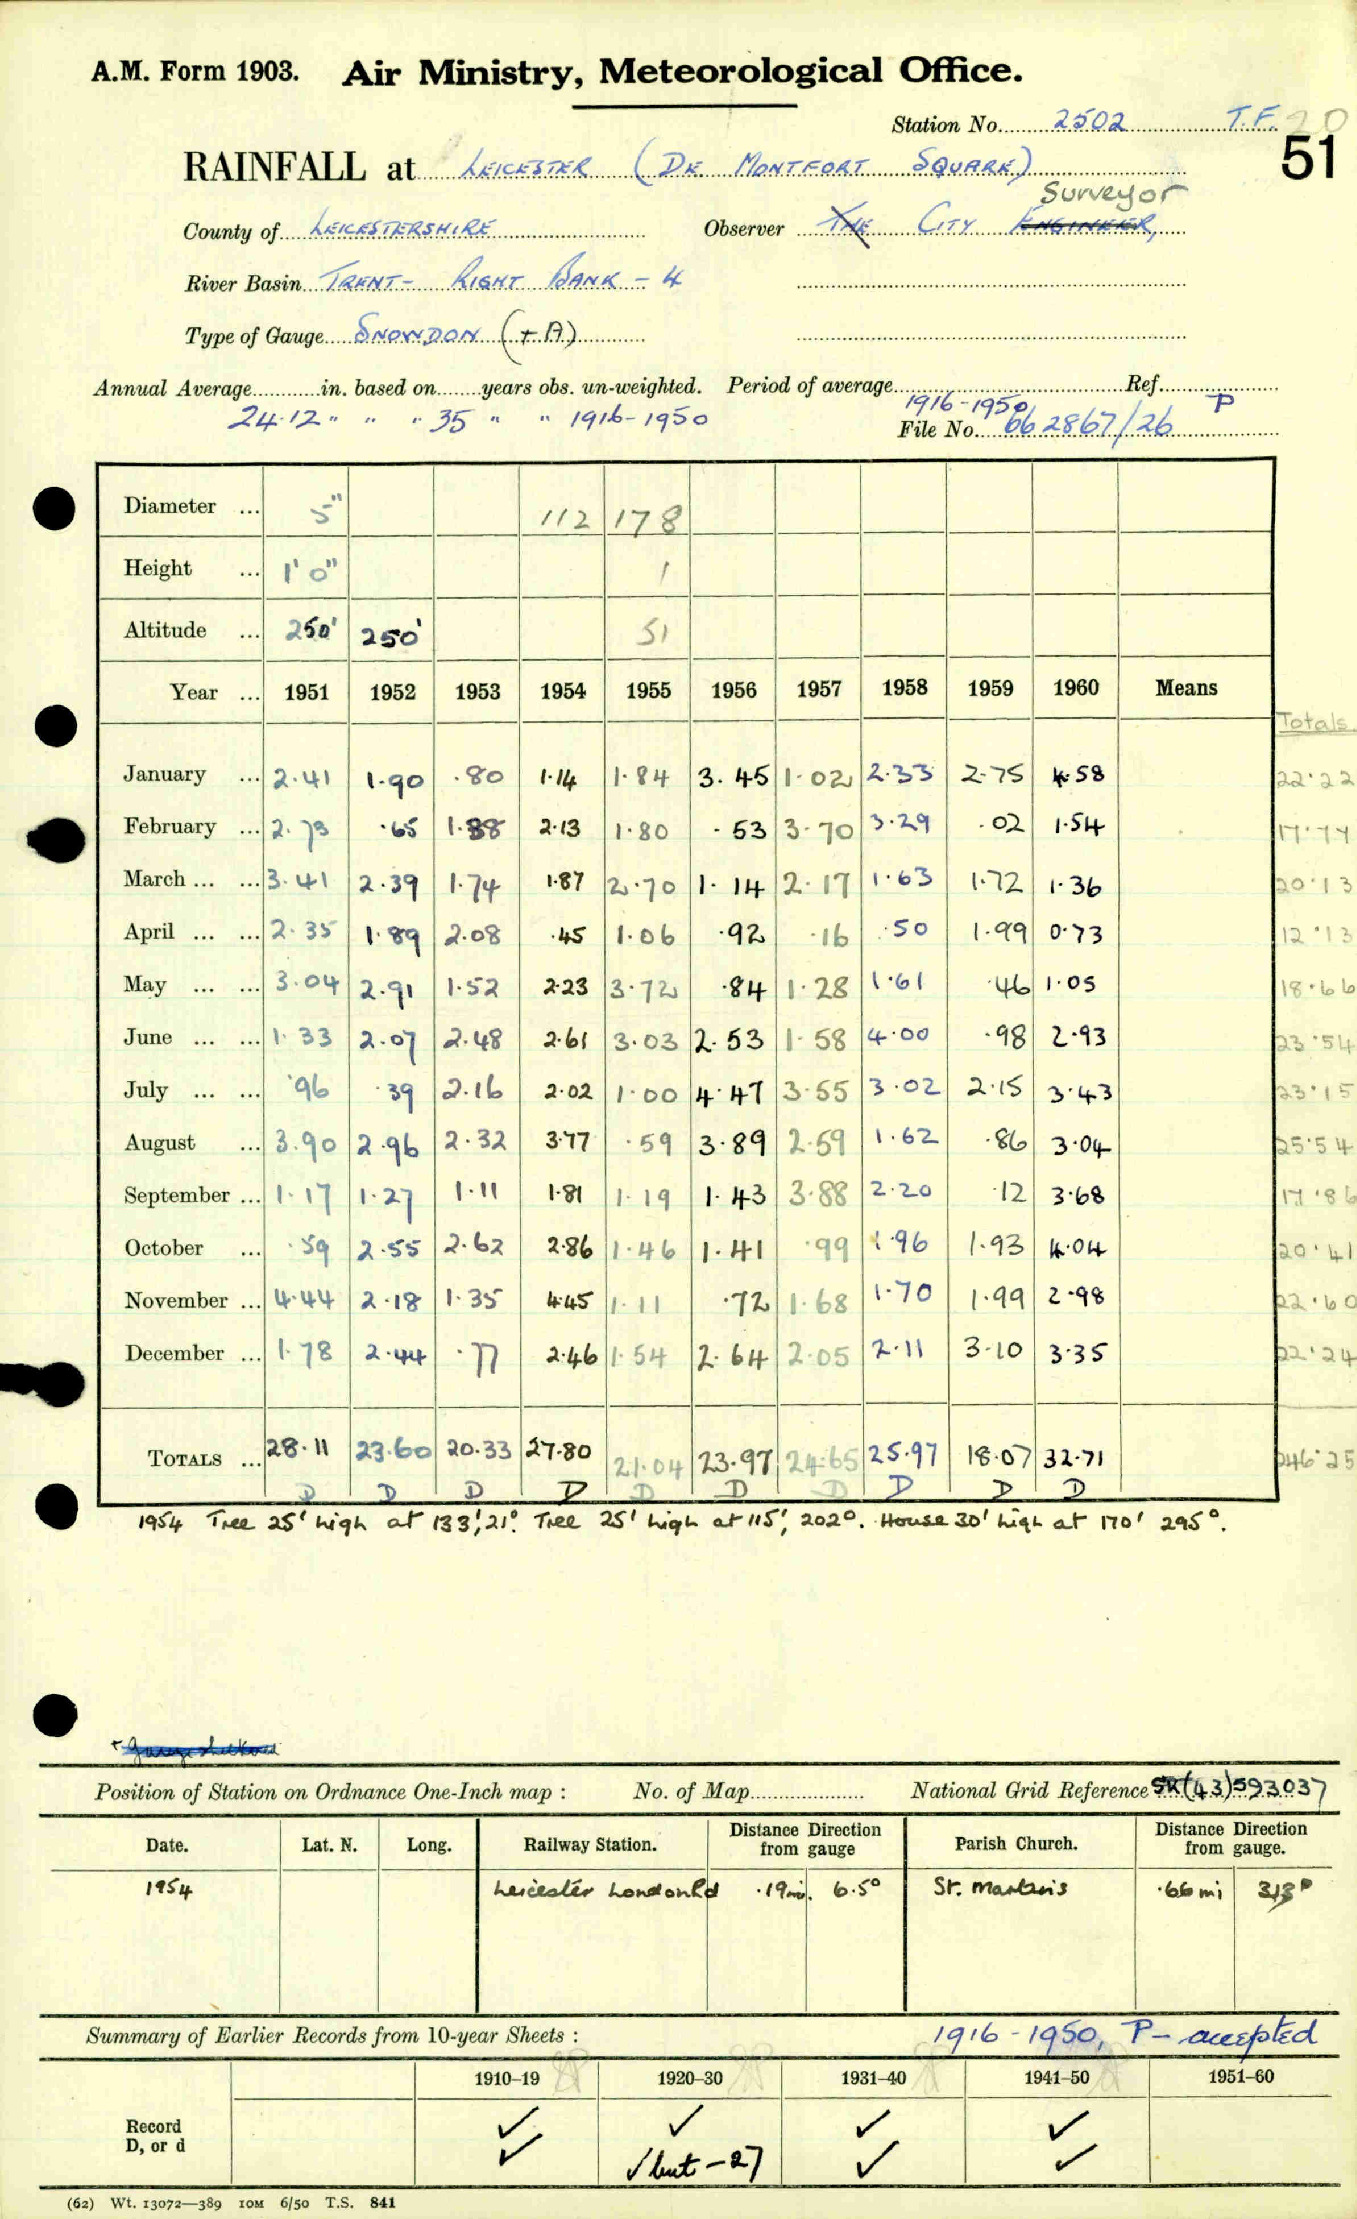 A.M. Form 1903. Air Ministry, Meteorological Office.
Station No. 2502 T.F. 20
RAINFALL at LEICESTER (DE MONTFORT SQUARE) 51
Surveyor
County of LEICESTERSHIRE Observer THE CITY ENGINEER,
River Basin TRENT- RIGHT BANK - 4
Type of Gauge SNOWDON (+A)
Annual Average in. based on years obs. un-weighted. Period of average Ref.
24.12 " " " 35 " " 1916-1950 1916-1950 P
File No. 662867/26
Diameter ... 5" 112 178
Height ... 1' 0" 1
Altitude ... 250' 250' 51
Year ... 1951 1952 1953 1954 1955 1956 1957 1958 1959 1960 Means
Totals.
January ... 2.41 1.90 .80 1.14 1.84 3.45 1.02 2.33 2.75 4.58 22.22
February ... 2.73 .65 1.38 2.13 1.80 .53 3.70 3.29 .02 1.54 17.77
March ... ... 3.41 2.39 1.74 1.87 2.70 1.14 2.17 1.63 1.72 1.36 20.13
April ... ... 2.35 1.89 2.08 .45 1.06 .92 .16 .50 1.99 0.73 12.13
May ... ... 3.04 2.91 1.52 2.23 3.72 .84 1.28 1.61 .46 1.05 18.66
June ... ... 1.33 2.07 2.48 2.61 3.03 2.53 1.58 4.00 .98 2.93 23.54
July ... ... .96 .39 2.16 2.02 1.00 4.47 3.55 3.02 2.15 3.43 23.15
August ... 3.90 2.96 2.32 3.77 .59 3.89 2.59 1.62 .86 3.04 25.54
September ... 1.17 1.27 1.11 1.81 1.19 1.43 3.88 2.20 .12 3.68 17.86
October ... .59 2.55 2.62 2.86 1.46 1.41 .99 1.96 1.93 4.04 20.41
November ... 4.44 2.18 1.35 4.45 1.11 .72 1.68 1.70 1.99 2.98 22.60
December ... 1.78 2.44 .77 2.46 1.54 2.64 2.05 2.11 3.10 3.35 22.24
TOTALS ... 28.11 23.60 20.33 27.80 21.04 23.97 24.65 25.97 18.07 32.71 246.25
D D D D D D D D D D
1954 Tree 25' high at 133', 21°. Tree 25' high at 115', 202°. House 30' high at 170' 295°.
Position of Station on Ordnance One-Inch map : No. of Map National Grid Reference SK(43)593037
Date. Lat. N. Long. Railway Station. Distance Direction from gauge Parish Church. Distance Direction from gauge.
1954 Leicester London Rd .19mi. 65° St. Martin's .66 mi 313°
Summary of Earlier Records from 10-year Sheets : 1916-1950, P- accepted
1910–19 1920–30 1931–40 1941–50 1951–60
Record ✓ ✓ ✓ ✓
D, or d ✓ ✓ but -27 ✓ ✓
(62) Wt. 13072—389 10M 6/50 T.S. 841